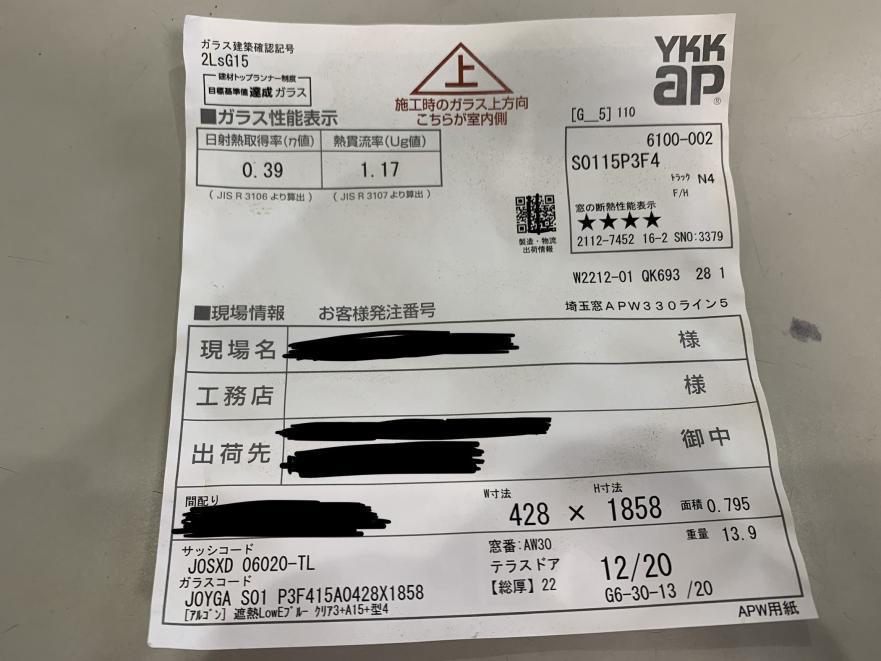 ガラス建築確認記号
2LsG15
建材トップランナー制度
目標基準値 達成 ガラス
上
施工時のガラス上方向
こちらが室内側
YKK
ap®
■ガラス性能表示
日射熱取得率(η値) 熱貫流率(Ug値)
0.39 1.17
(JIS R 3106 より算出) (JIS R 3107 より算出)
[G__5] 110
6100-002
S0115P3F4
トラック N4
F/H
窓の断熱性能表示
★★★★
2112-7452 16-2 SNO:3379
製造・物流
出荷情報
W2212-01 QK693 28 1
埼玉窓APW330ライン5
■現場情報 お客様発注番号
現場名 様
工務店 様
出荷先 御中
間配り
W寸法 H寸法
428 × 1858 面積 0.795
重量 13.9
サッシコード
JOSXD 06020-TL
ガラスコード
JOYGA S01 P3F415A0428X1858
[アルゴン] 遮熱LowEブルー クリア3+A15+型4
窓番:AW30
テラスドア
【総厚】22
12/20
G6-30-13 /20
APW用紙